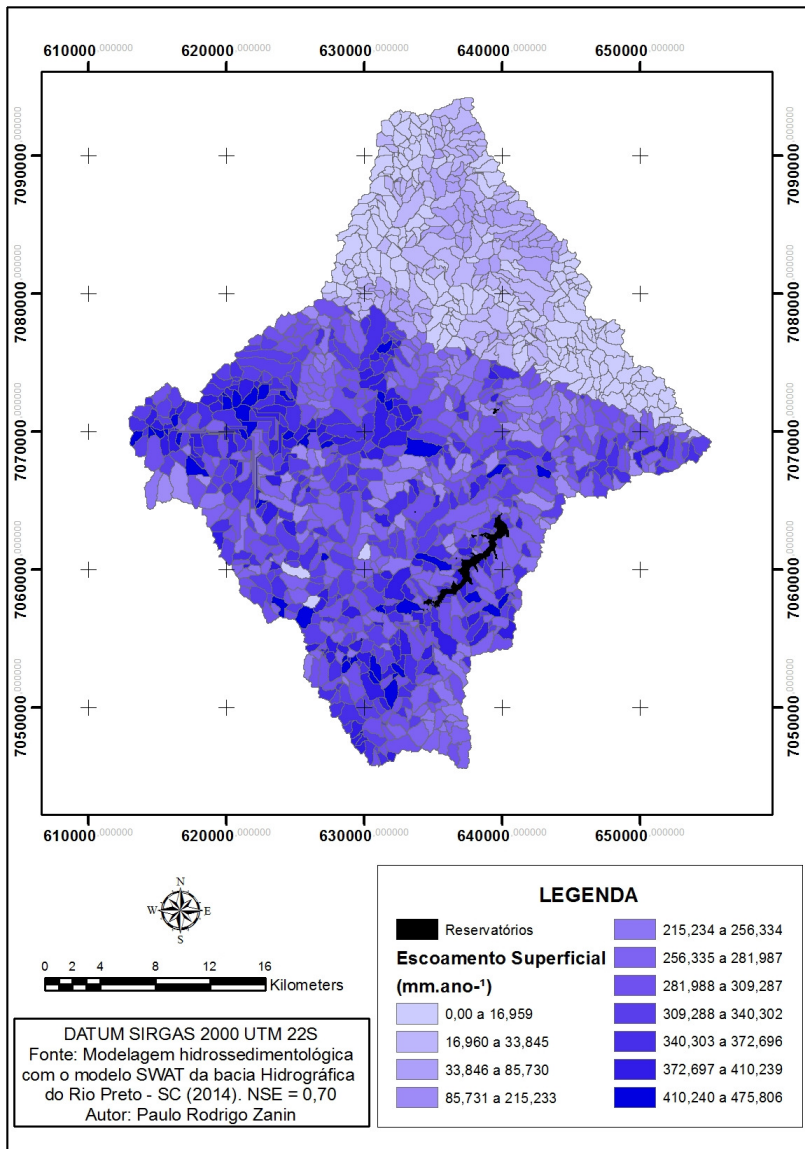 610000,000000 620000,000000 630000,000000 640000,000000 650000,000000
7090000,000000 7090000,000000
7080000,000000 7080000,000000
7070000,000000 7070000,000000
7060000,000000 7060000,000000
7050000,000000 7050000,000000
610000,000000 620000,000000 630000,000000 640000,000000 650000,000000
N
W E
S
0 2 4 8 12 16
Kilometers
DATUM SIRGAS 2000 UTM 22S
Fonte: Modelagem hidrossedimentológica
com o modelo SWAT da bacia Hidrográfica
do Rio Preto - SC (2014). NSE = 0,70
Autor: Paulo Rodrigo Zanin
LEGENDA
Reservatórios
Escoamento Superficial
(mm.ano-¹)
0,00 a 16,959
16,960 a 33,845
33,846 a 85,730
85,731 a 215,233
215,234 a 256,334
256,335 a 281,987
281,988 a 309,287
309,288 a 340,302
340,303 a 372,696
372,697 a 410,239
410,240 a 475,806